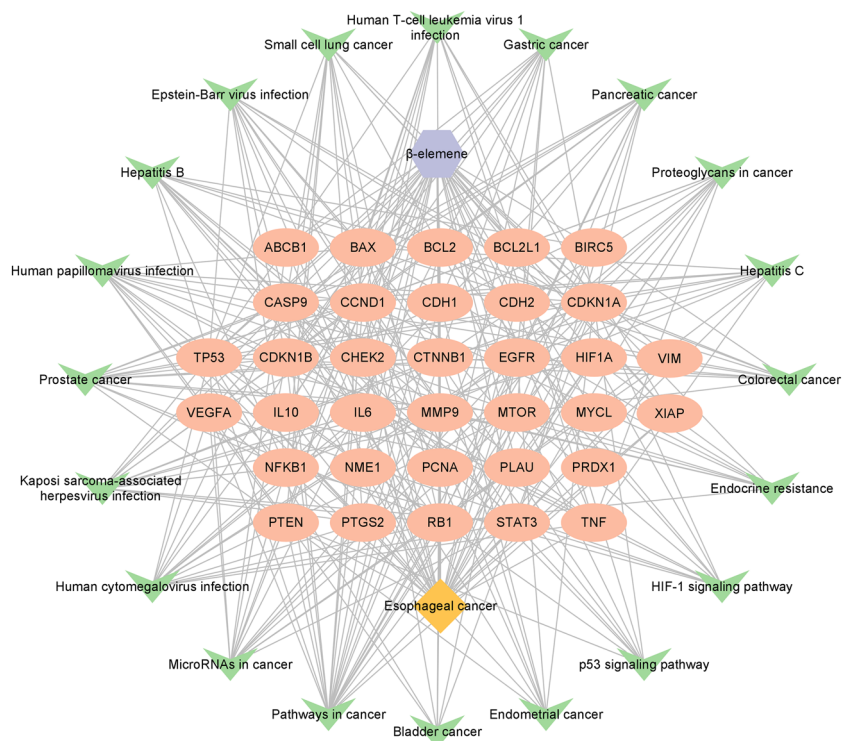 Human T-cell leukemia virus 1
infection
Small cell lung cancer
Gastric cancer
Epstein-Barr virus infection
Pancreatic cancer
β-elemene
Hepatitis B
Proteoglycans in cancer
ABCB1 BAX BCL2 BCL2L1 BIRC5
Human papillomavirus infection
Hepatitis C
CASP9 CCND1 CDH1 CDH2 CDKN1A
TP53 CDKN1B CHEK2 CTNNB1 EGFR HIF1A VIM
Prostate cancer
Colorectal cancer
VEGFA IL10 IL6 MMP9 MTOR MYCL XIAP
NFKB1 NME1 PCNA PLAU PRDX1
Kaposi sarcoma-associated
herpesvirus infection
Endocrine resistance
PTEN PTGS2 RB1 STAT3 TNF
Human cytomegalovirus infection
HIF-1 signaling pathway
Esophageal cancer
MicroRNAs in cancer
p53 signaling pathway
Pathways in cancer
Endometrial cancer
Bladder cancer